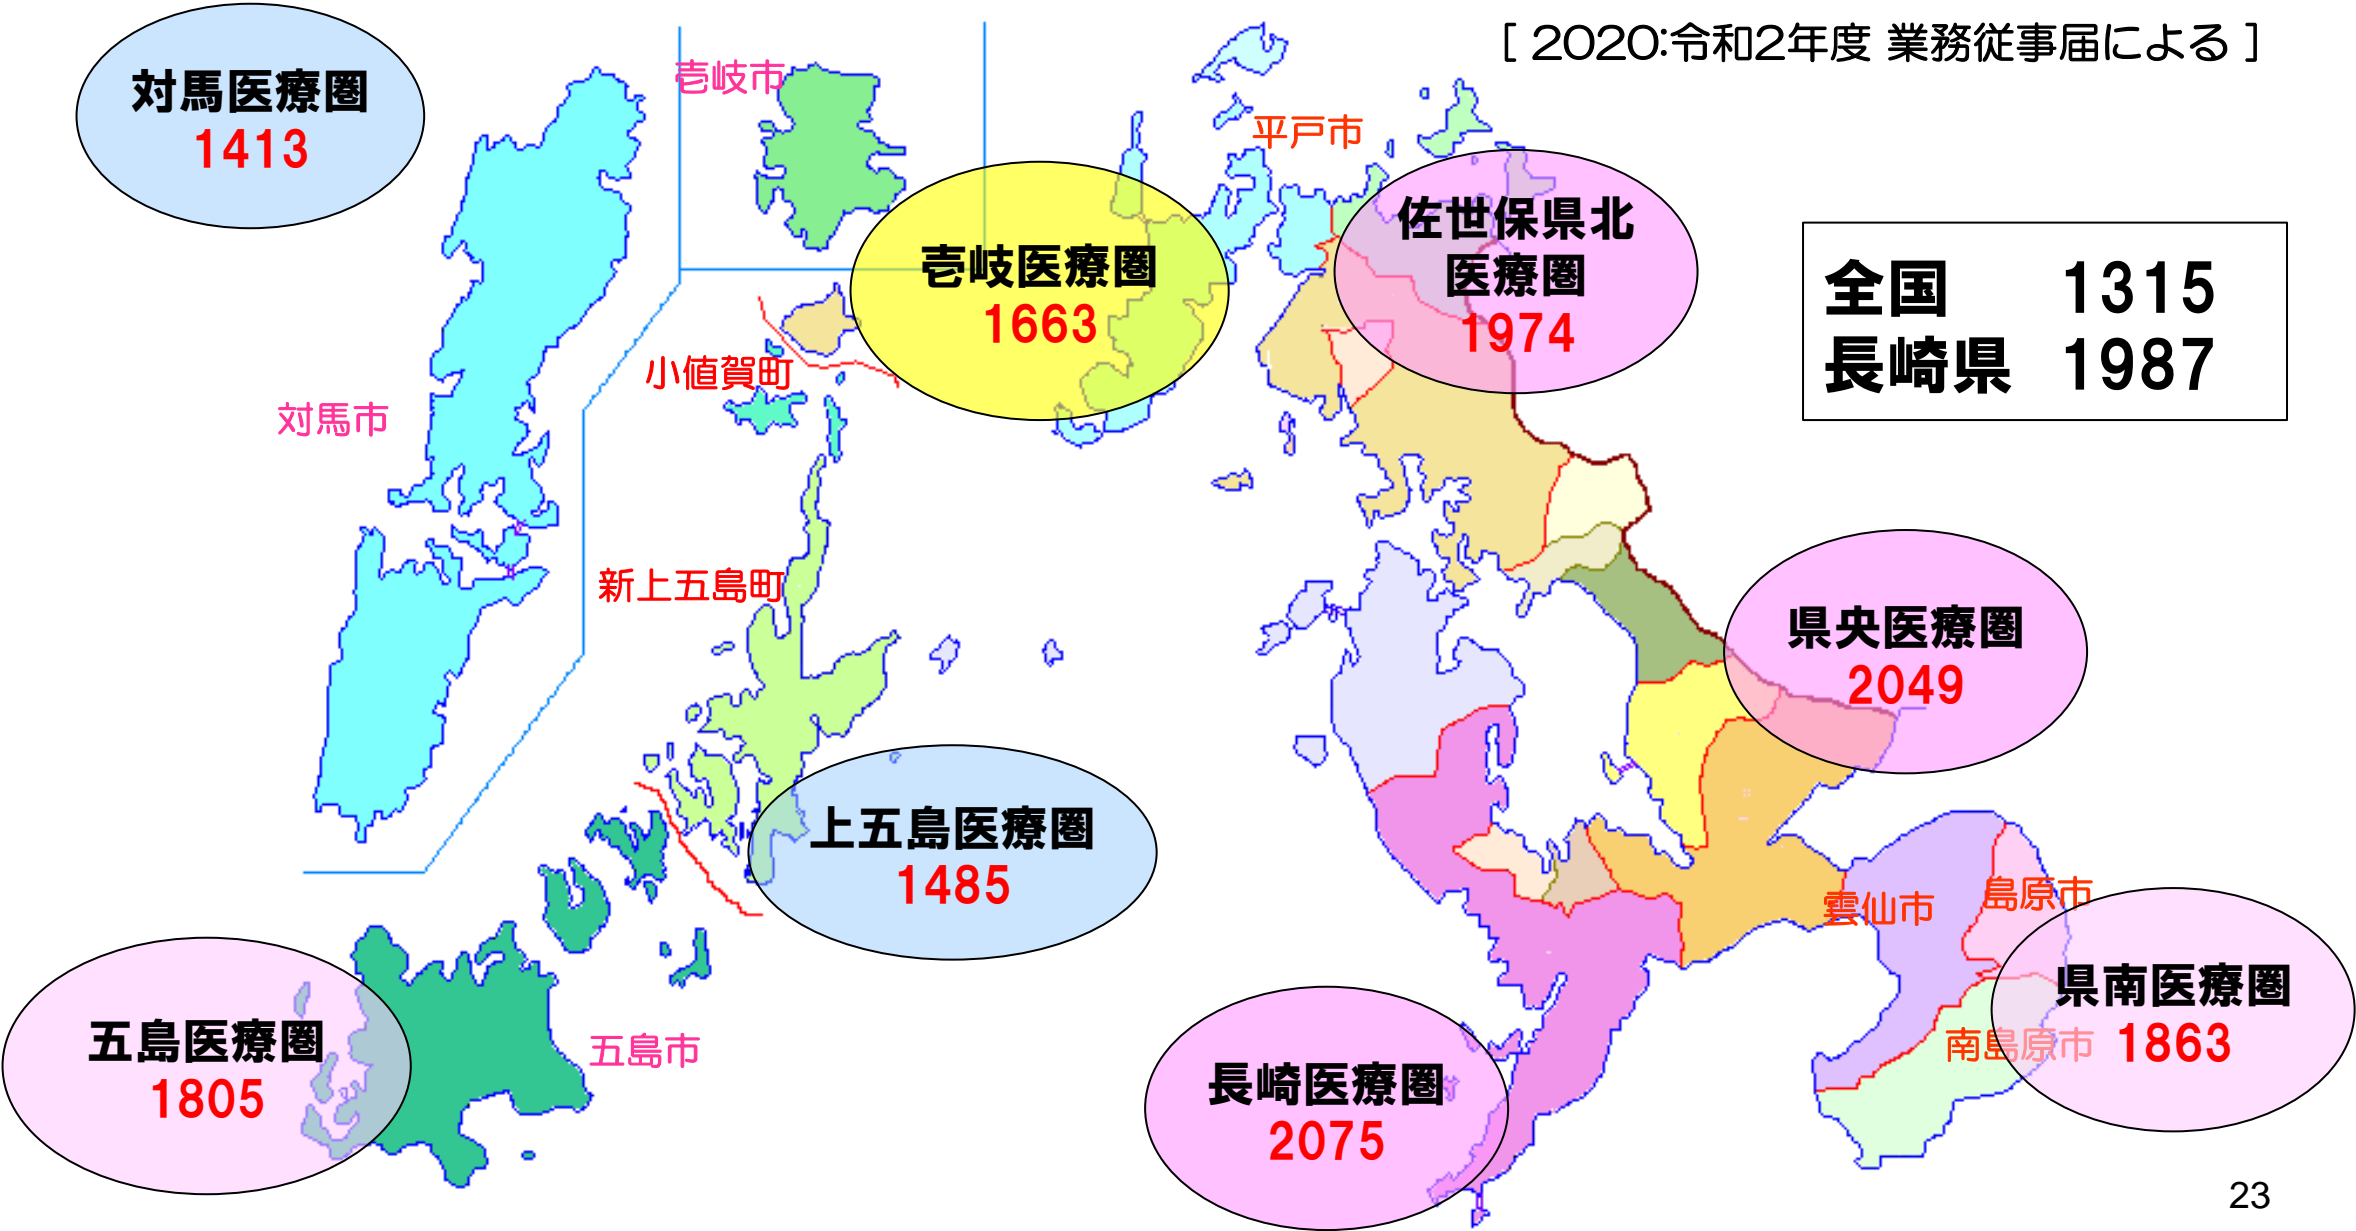 [ 2020:令和2年度 業務従事届による ]
対馬医療圏
1413
壱岐市
平戸市
佐世保県北
医療圏
1974
壱岐医療圏
1663
全国 1315
長崎県 1987
小値賀町
対馬市
新上五島町
県央医療圏
2049
上五島医療圏
1485
雲仙市
島原市
五島医療圏
1805
五島市
県南医療圏
1863
南島原市
長崎医療圏
2075
23